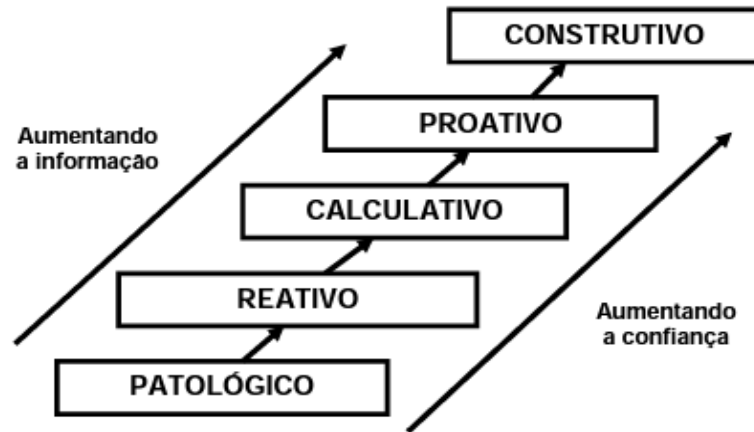 CONSTRUTIVO
PROATIVO
Aumentando
a informação
CALCULATIVO
REATIVO
Aumentando
a confiança
PATOLÓGICO